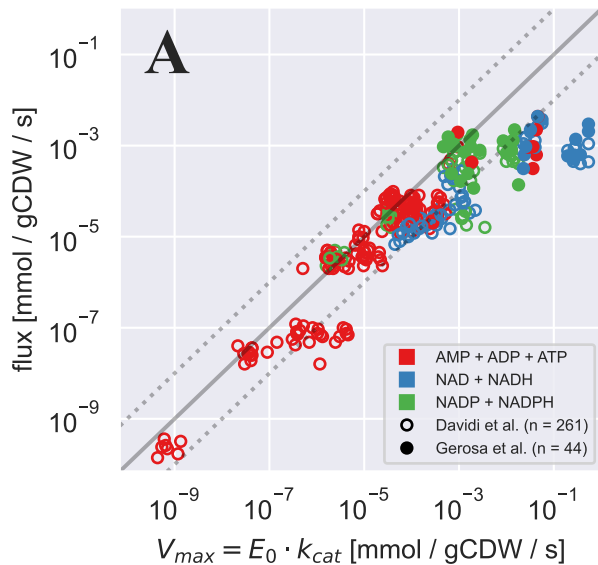 A
10⁻¹
10⁻³
10⁻⁵
10⁻⁷
10⁻⁹
flux [mmol / gCDW / s]
AMP + ADP + ATP
NAD + NADH
NADP + NADPH
Davidi et al. (n = 261)
Gerosa et al. (n = 44)
10⁻⁹ 10⁻⁷ 10⁻⁵ 10⁻³ 10⁻¹
V_max = E_0 · k_cat [mmol / gCDW / s]